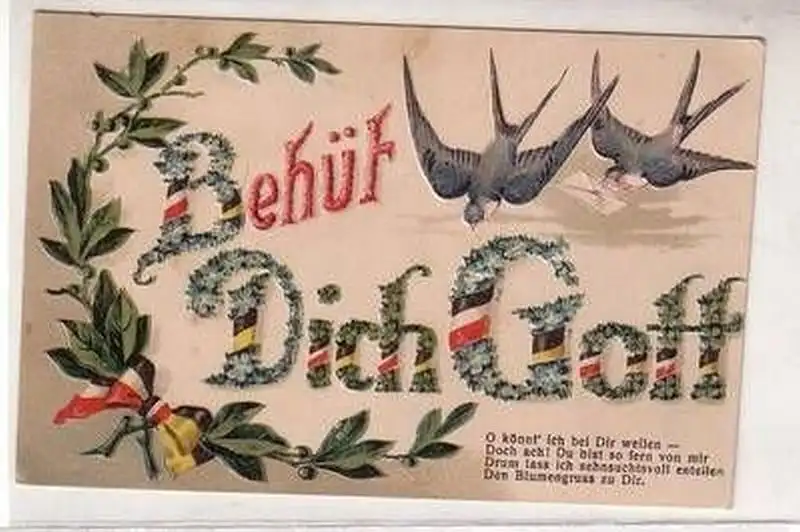 Behüt
Dich Gott
O könnt' ich bei Dir weilen —
Doch ach! Du bist so fern von mir
Drum lass ich sehnsuchtsvoll enteilen
Den Blumengruss zu Dir.